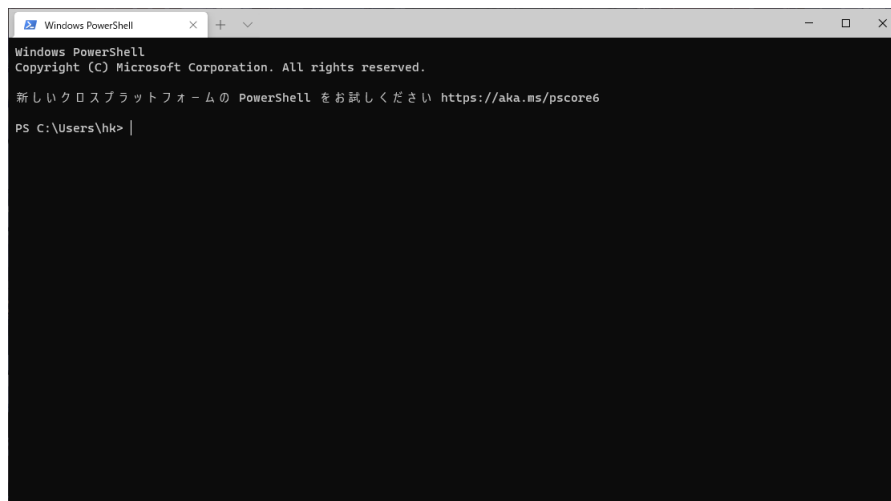 Windows PowerShell
Windows PowerShell
Copyright (C) Microsoft Corporation. All rights reserved.
新しいクロスプラットフォームの PowerShell をお試しください https://aka.ms/pscore6
PS C:\Users\hk>